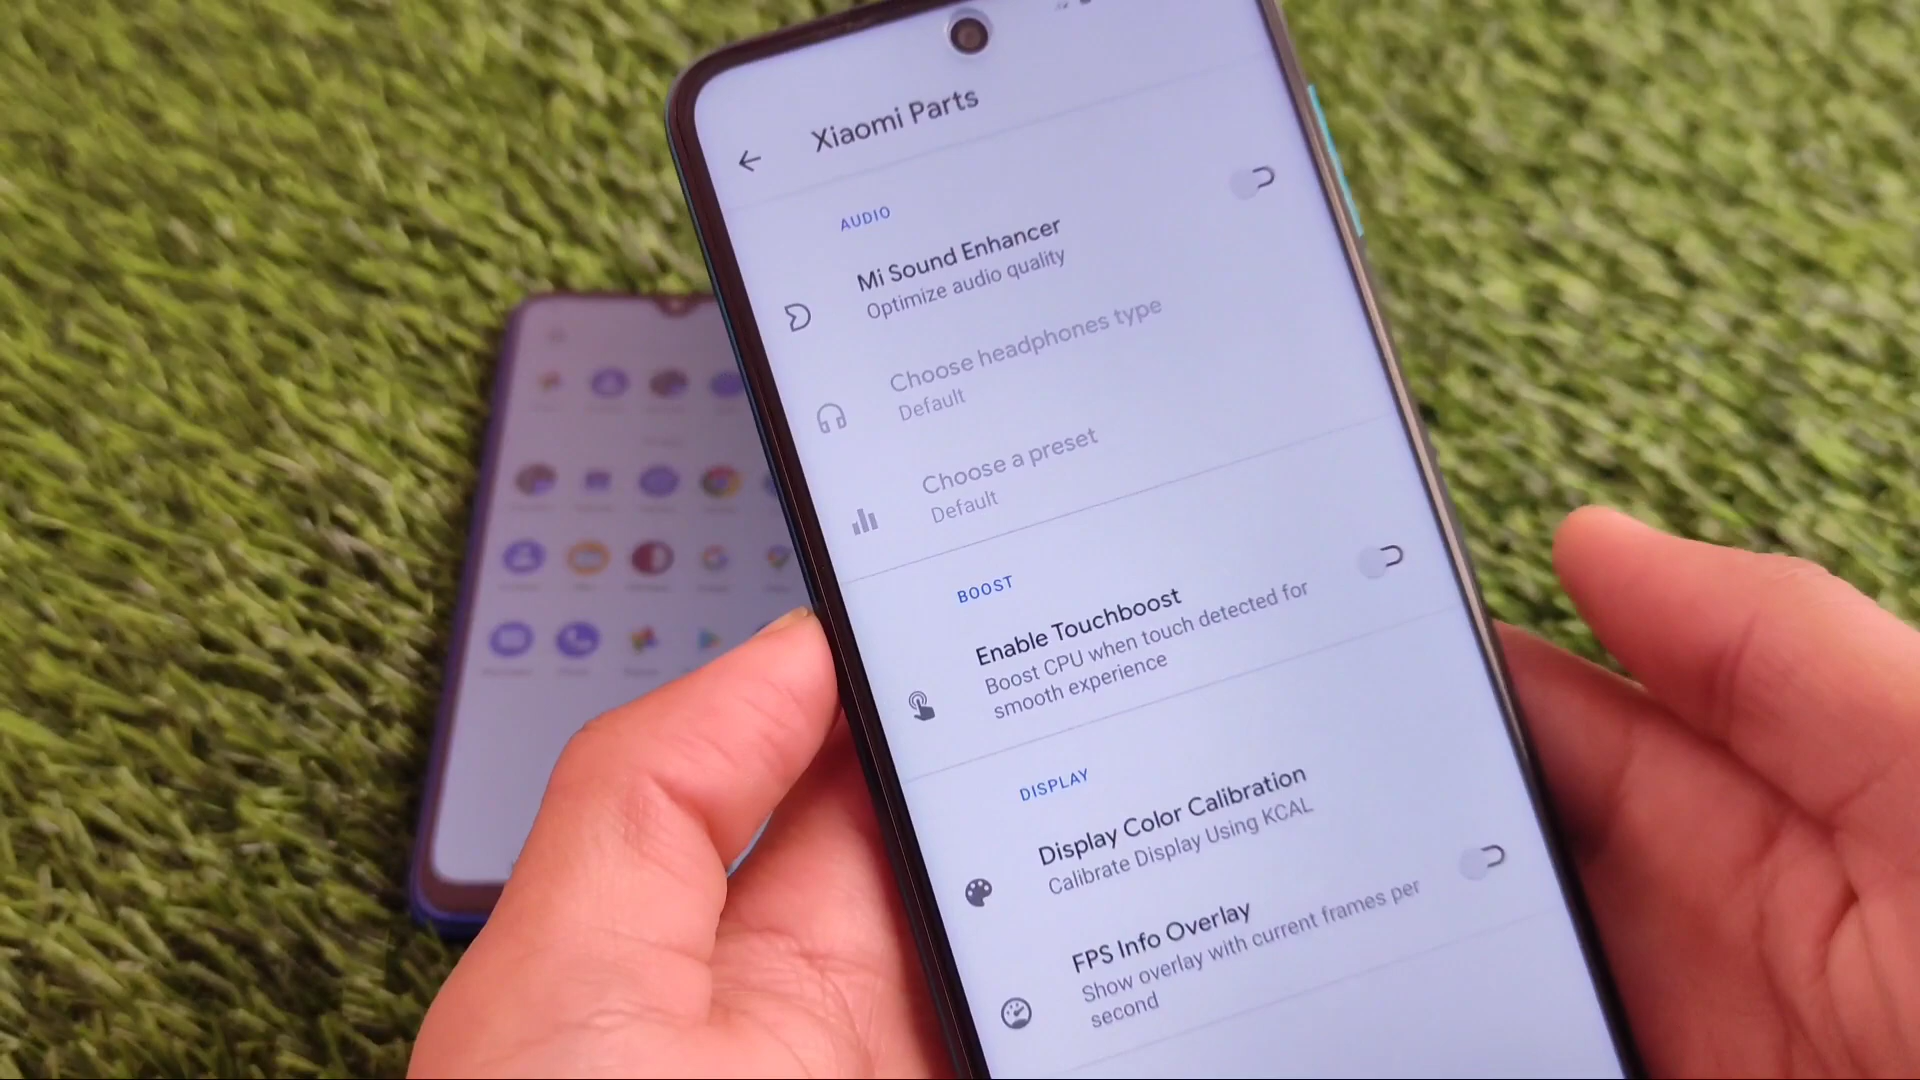 Xiaomi Parts
AUDIO
Mi Sound Enhancer
Optimize audio quality
Choose headphones type
Default
Choose a preset
Default
BOOST
Enable Touchboost
Boost CPU when touch detected for
smooth experience
DISPLAY
Display Color Calibration
Calibrate Display Using KCAL
FPS Info Overlay
Show overlay with current frames per
second